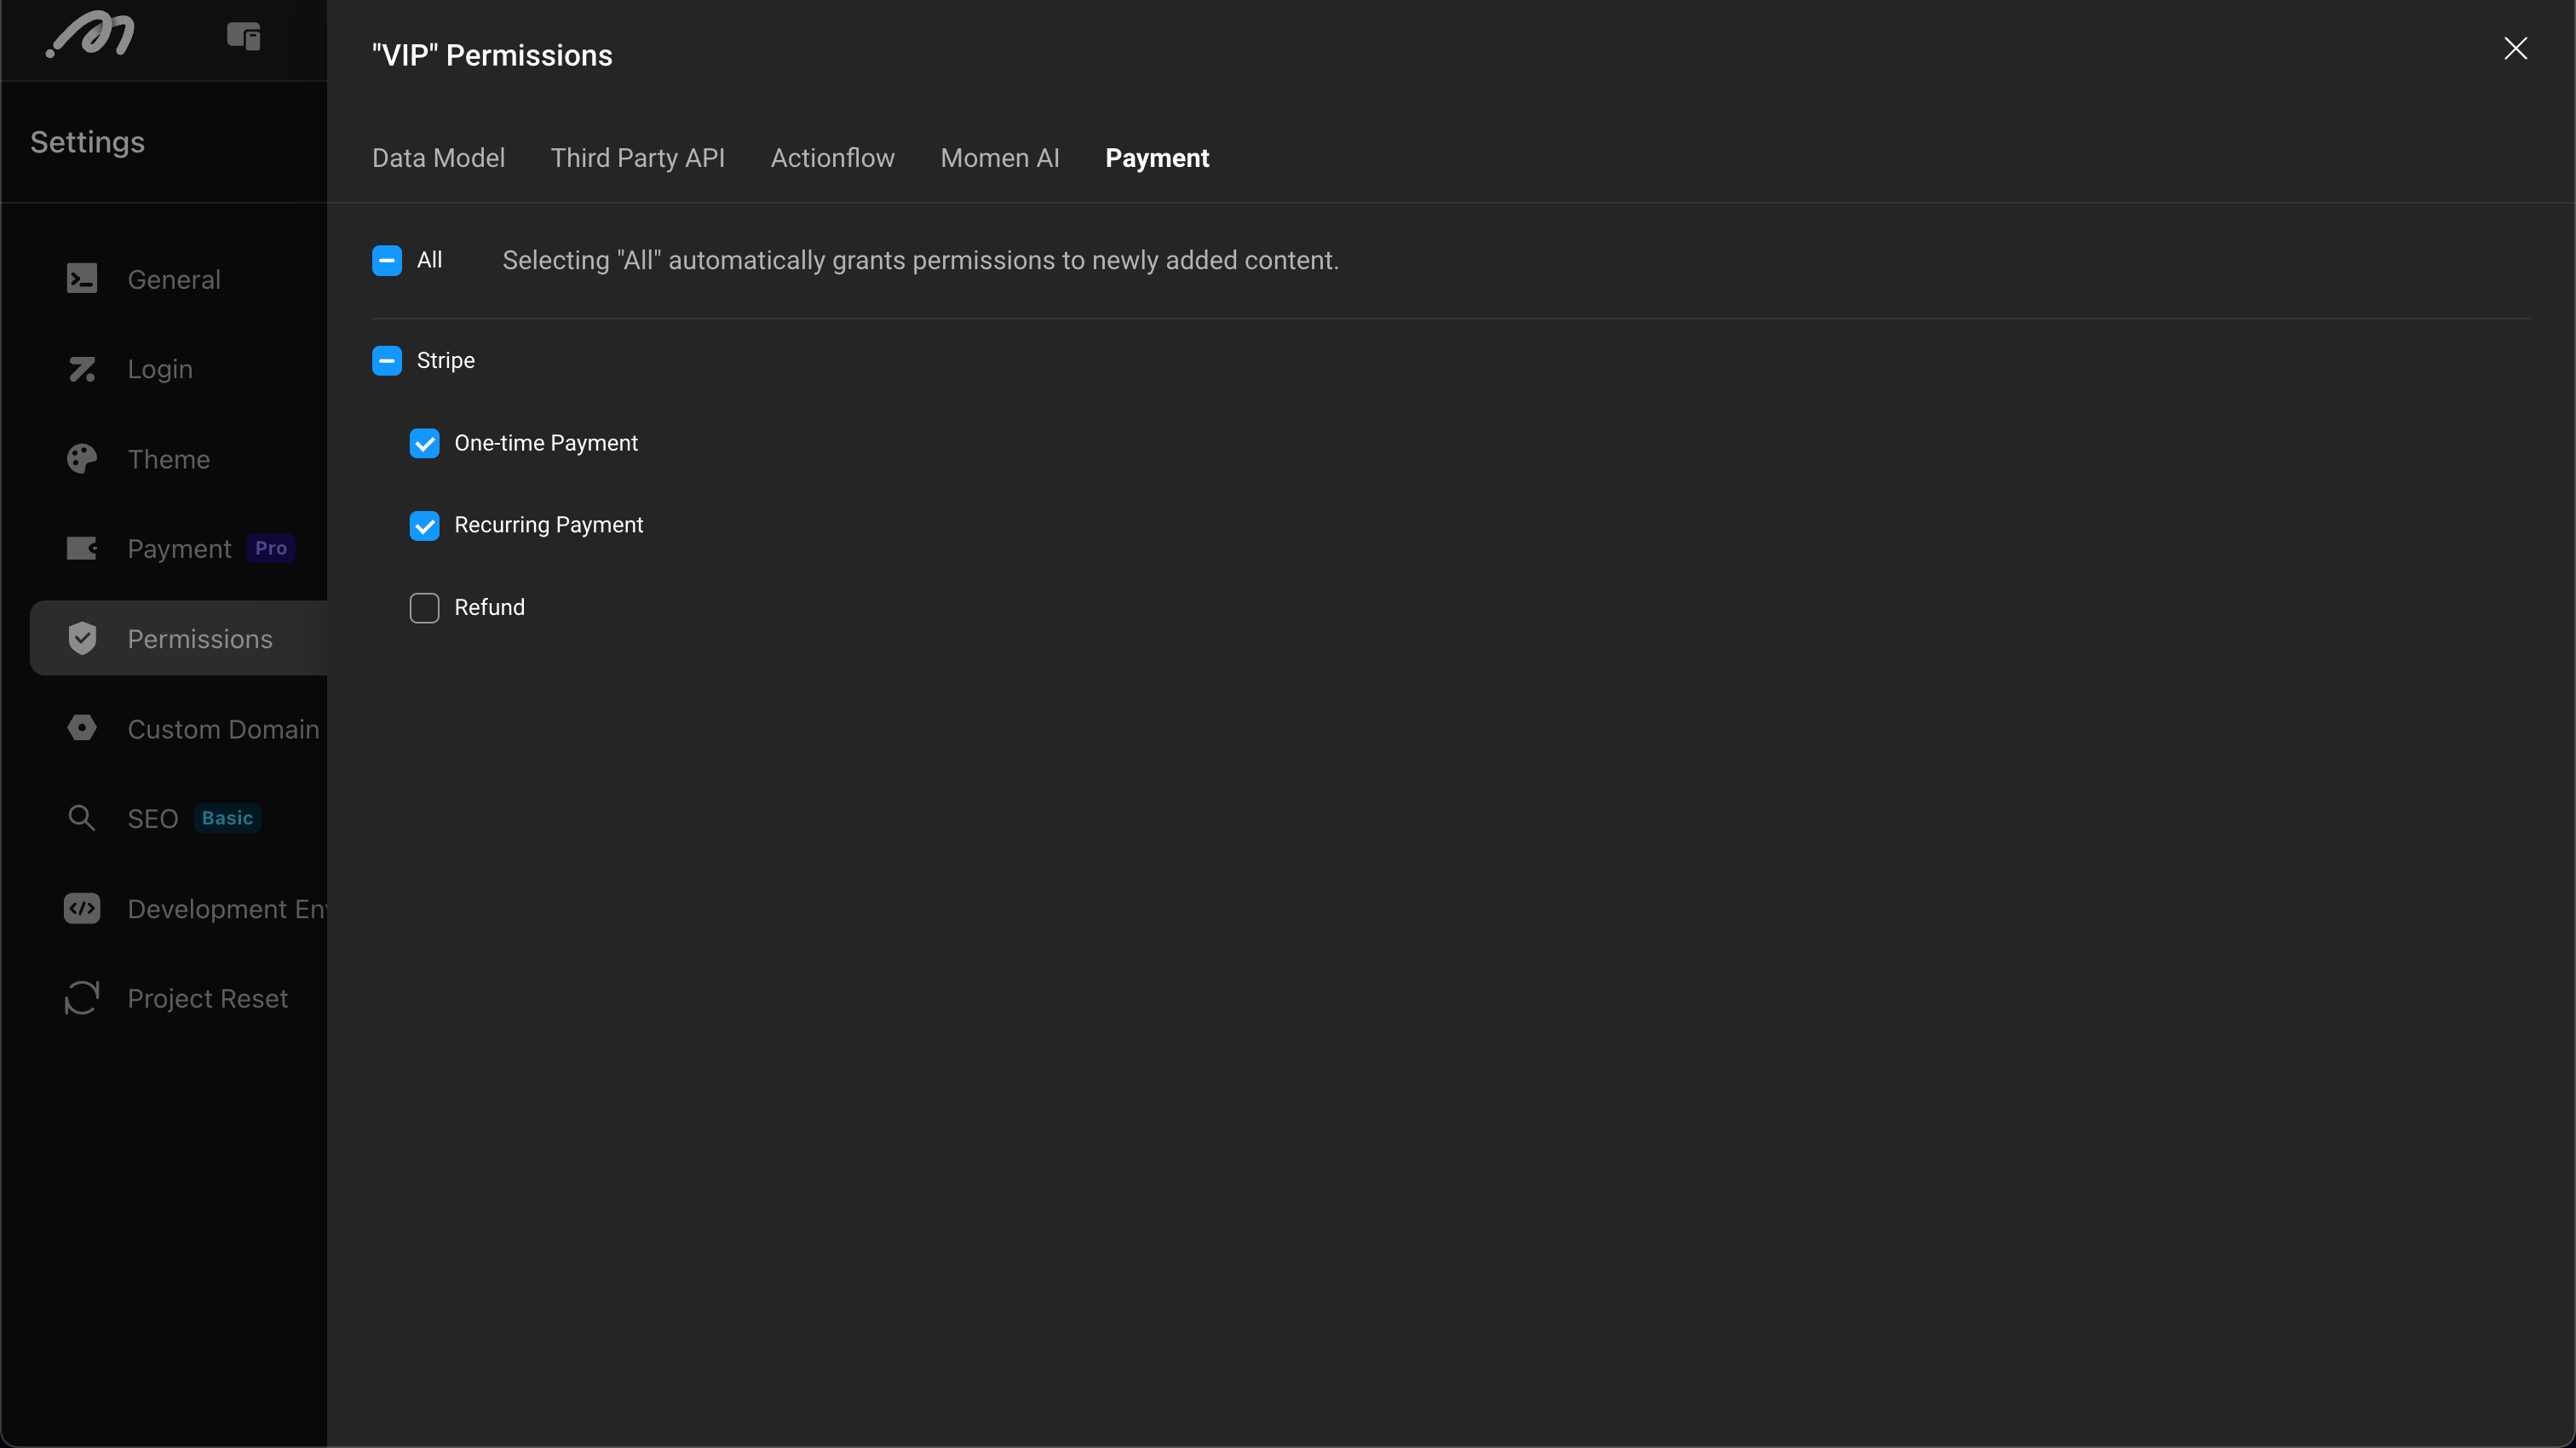 "VIP" Permissions
Settings
Data Model
Third Party API
Actionflow
Momen AI
Payment
All
Selecting "All" automatically grants permissions to newly added content.
Stripe
One-time Payment
Recurring Payment
Refund
General
Login
Theme
Payment Pro
Permissions
Custom Domain
SEO Basic
Development Env
Project Reset